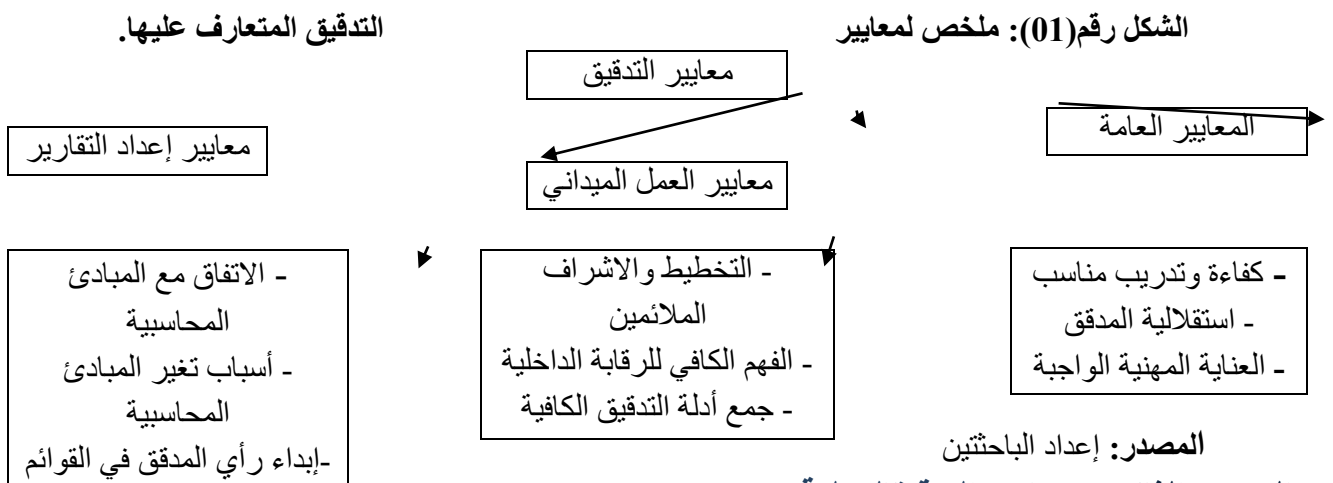 الشكل رقم(01): ملخص لمعايير التدقيق المتعارف عليها.
معايير التدقيق
المعايير العامة
معايير العمل الميداني
معايير إعداد التقارير
- كفاءة وتدريب مناسب
- استقلالية المدقق
- العناية المهنية الواجبة
- التخطيط والاشراف
الملائمين
- الفهم الكافي للرقابة الداخلية
- جمع أدلة التدقيق الكافية
- الاتفاق مع المبادئ
المحاسبية
- أسباب تغير المبادئ
المحاسبية
-إبداء رأي المدقق في القوائم
المصدر: إعداد الباحثتين